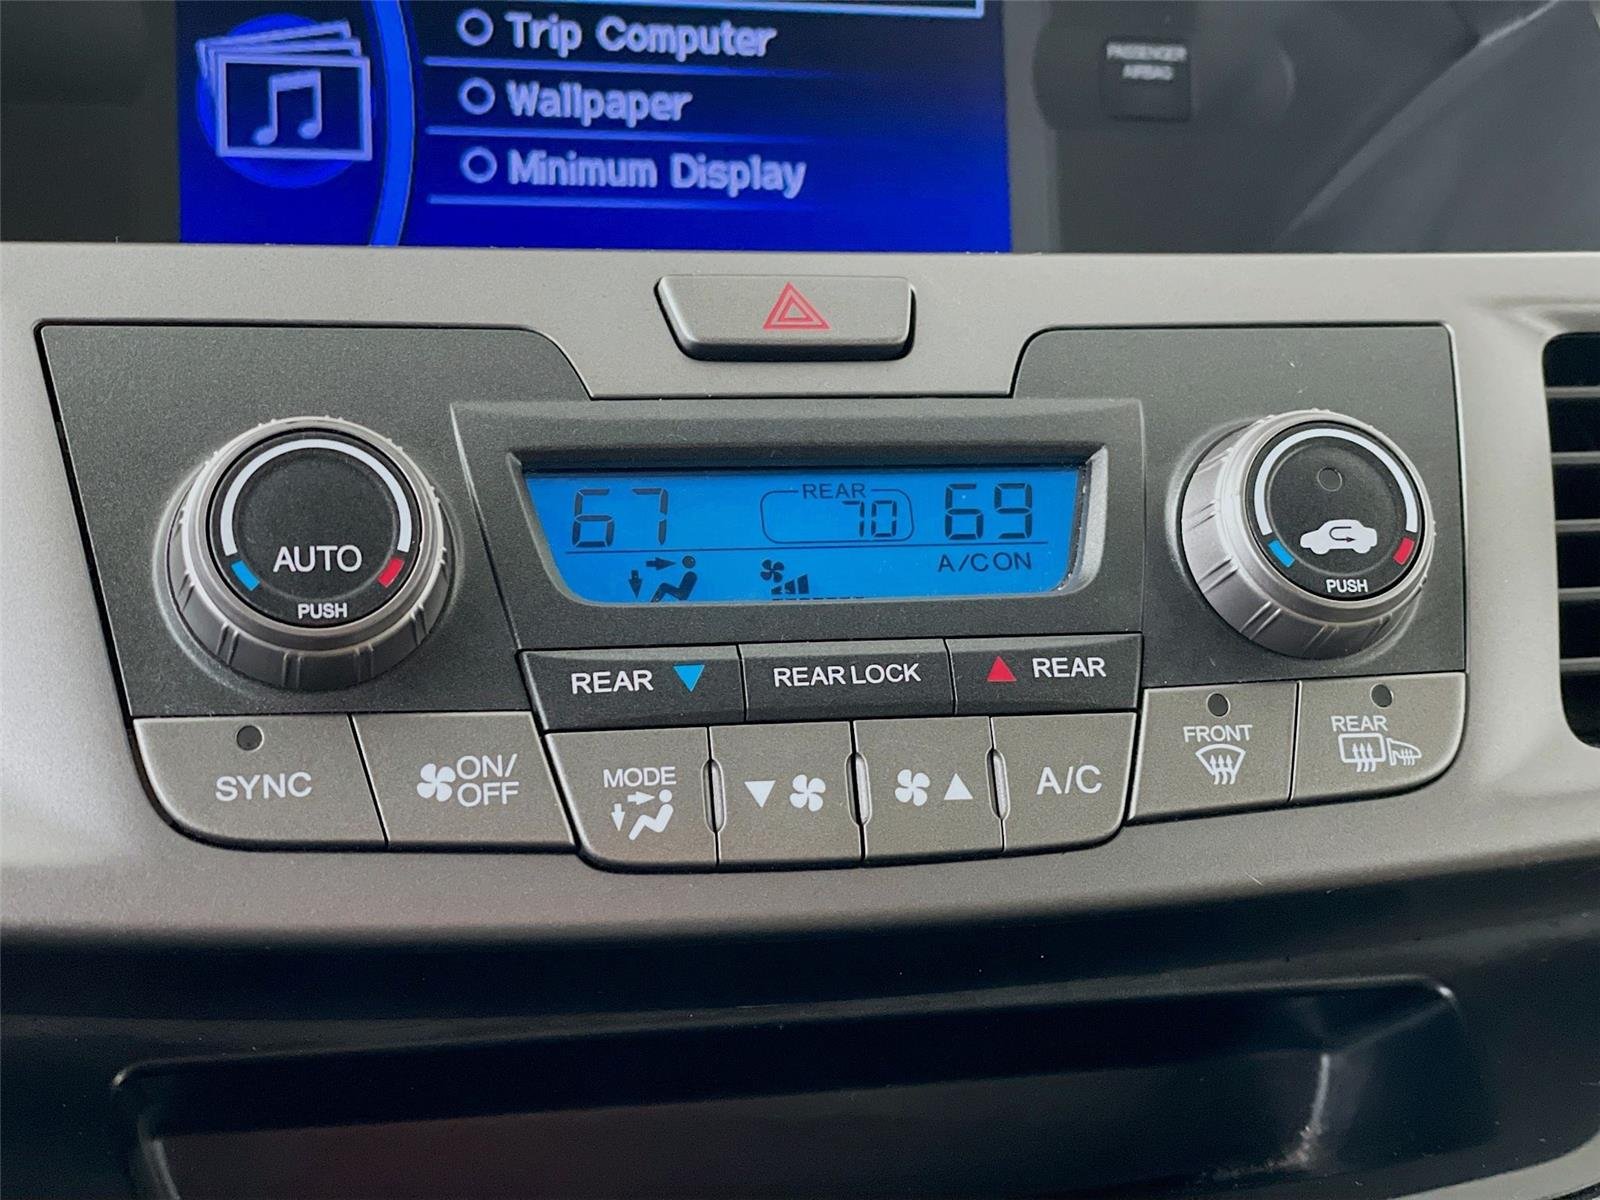 Trip Computer
Wallpaper
Minimum Display
PASSENGER
AIRBAG
67
REAR
70
69
A/C ON
AUTO
PUSH
PUSH
REAR
REAR LOCK
REAR
SYNC
ON/
OFF
MODE
A/C
FRONT
REAR